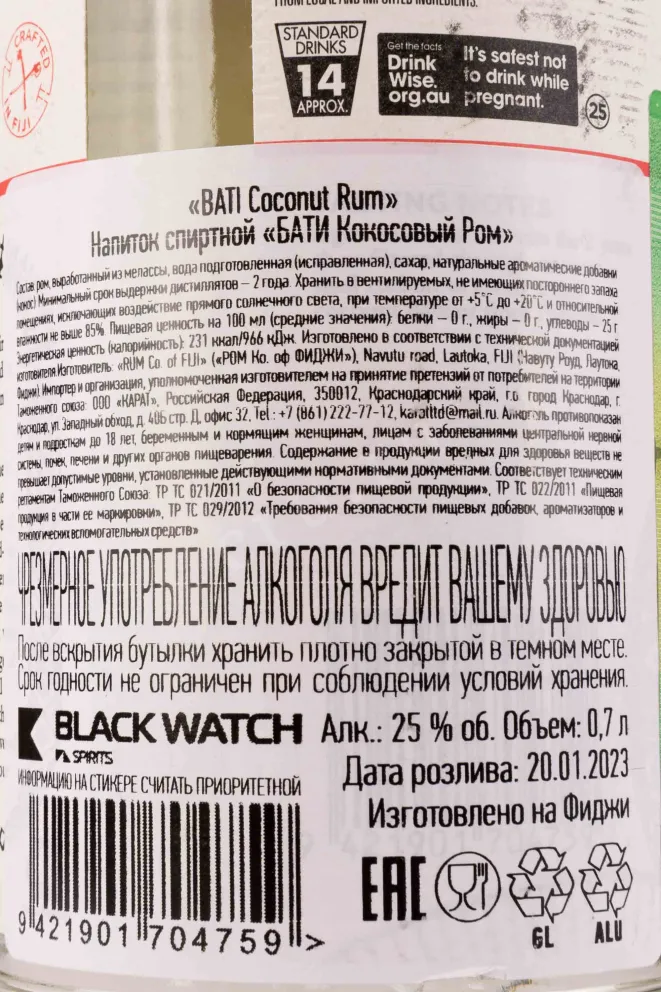 FROM LOCAL AND IMPORTED INGREDIENTS.
CRAFTED
IN FIJI
STANDARD
DRINKS
14
APPROX.
Get the facts
Drink
Wise.
org.au
It's safest not
to drink while
pregnant.
25
«BATI Coconut Rum»
Напиток спиртной «БАТИ Кокосовый Ром»
Состав: ром, выработанный из мелассы, вода подготовленная (исправленная), сахар, натуральные ароматические добавки
(кокос). Минимальный срок выдержки дистиллятов – 2 года. Хранить в вентилируемых, не имеющих постороннего запаха
помещениях, исключающих воздействие прямого солнечного света, при температуре от +5˚С до +20˚С и относительной
влажности не выше 85%. Пищевая ценность на 100 мл (средние значения): белки – 0 г., жиры – 0 г., углеводы – 25 г
Энергетическая ценность (калорийность): 231 ккал/966 кДж. Изготовлено в соответствии с технической документацией
изготовителя.Изготовитель: «RUM Co. of FIJI» («РОМ Ко. оф ФИДЖИ»), Navutu road, Lautoka, FIJI (Навуту Роуд, Лаутока,
Фиджи). Импортер и организация, уполномоченная изготовителем на принятие претензий от потребителей на территории
Таможенного союза: ООО «КАРАТ», Российская Федерация, 350912, Краснодарский край, г.о. город Краснодар, г.
Краснодар, ул. Западный обход, д. 40Б стр. Д, офис 32, Tel.: +7 (861) 222-77-12, karatltd@mail.ru. Алкоголь противопоказан
детям и подросткам до 18 лет, беременным и кормящим женщинам, лицам с заболеваниями центральной нервной
системы, почек, печени и других органов пищеварения. Содержание в продукции вредных для здоровья веществ не
превышает допустимые уровни, установленные действующими нормативными документами. Соответствует техническим
регламентам Таможенного Союза: ТР ТС 021/2011 «О безопасности пищевой продукции», ТР ТС 022/2011 «Пищевая
продукция в части ее маркировки», ТР ТС 029/2012 «Требования безопасности пищевых добавок, ароматизаторов и
технологических вспомогательных средств»
ЧРЕЗМЕРНОЕ УПОТРЕБЛЕНИЕ АЛКОГОЛЯ ВРЕДИТ ВАШЕМУ ЗДОРОВЬЮ
После вскрытия бутылки хранить плотно закрытой в темном месте.
Срок годности не ограничен при соблюдении условий хранения.
BLACK WATCH
SPIRITS
ИНФОРМАЦИЮ НА СТИКЕРЕ СЧИТАТЬ ПРИОРИТЕТНОЙ
Алк.: 25 % об. Объем: 0,7 л
Дата розлива: 20.01.2023
Изготовлено на Фиджи
EAC
GL
ALU
9 421901 704759 >